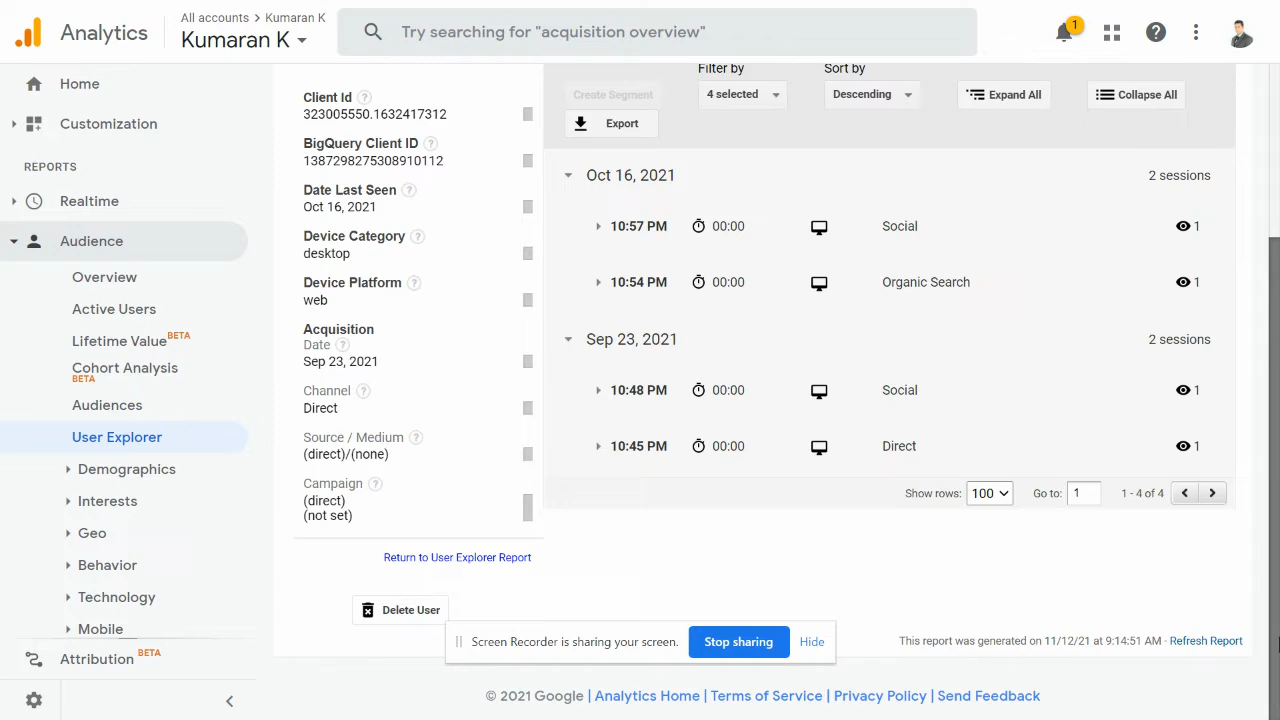 Analytics
All accounts > Kumaran K
Kumaran K
Try searching for "acquisition overview"
1
Home
Customization
REPORTS
Realtime
Audience
Overview
Active Users
Lifetime Value BETA
Cohort Analysis
BETA
Audiences
User Explorer
Demographics
Interests
Geo
Behavior
Technology
Mobile
Attribution BETA
Client Id ?
323005550.1632417312
BigQuery Client ID ?
1387298275308910112
Date Last Seen ?
Oct 16, 2021
Device Category ?
desktop
Device Platform ?
web
Acquisition
Date ?
Sep 23, 2021
Channel ?
Direct
Source / Medium ?
(direct)/(none)
Campaign ?
(direct)
(not set)
Return to User Explorer Report
Delete User
Filter by
Sort by
Create Segment
4 selected
Descending
Expand All
Collapse All
Export
Oct 16, 2021 2 sessions
10:57 PM 00:00 Social 1
10:54 PM 00:00 Organic Search 1
Sep 23, 2021 2 sessions
10:48 PM 00:00 Social 1
10:45 PM 00:00 Direct 1
Show rows: 100 Go to: 1 1 - 4 of 4
Screen Recorder is sharing your screen. Stop sharing Hide
This report was generated on 11/12/21 at 9:14:51 AM - Refresh Report
© 2021 Google | Analytics Home | Terms of Service | Privacy Policy | Send Feedback